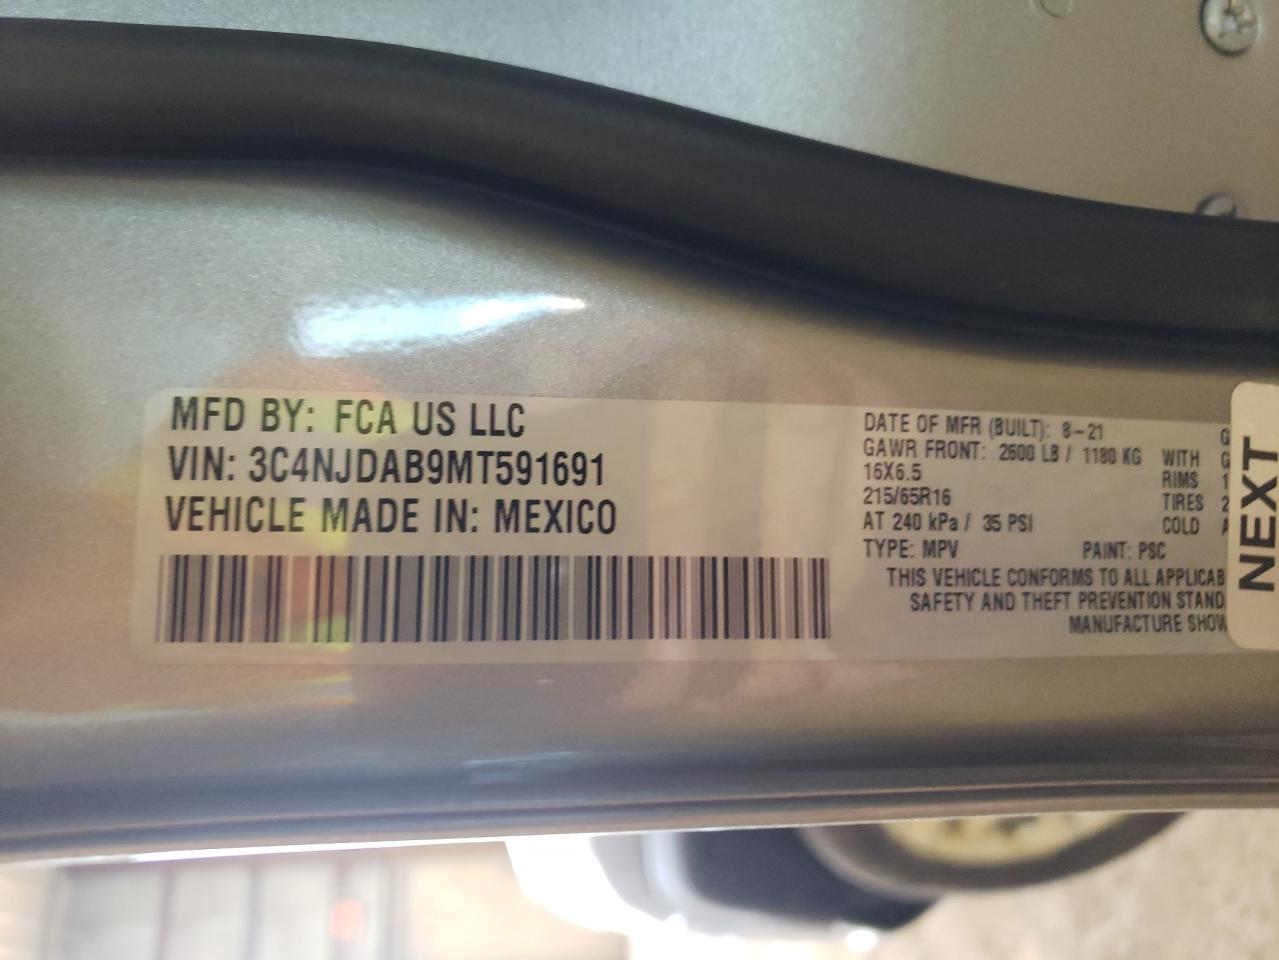 MFD BY: FCA US LLC
VIN: 3C4NJDAB9MT591691
VEHICLE MADE IN: MEXICO
DATE OF MFR (BUILT): 8-21
GAWR FRONT: 2600 LB / 1180 KG WITH G
16X6.5 RIMS 1
215/65R16 TIRES 2
AT 240 kPa / 35 PSI COLD A
TYPE: MPV PAINT: PSC
THIS VEHICLE CONFORMS TO ALL APPLICAB
SAFETY AND THEFT PREVENTION STAND
MANUFACTURE SHOW
NEXT